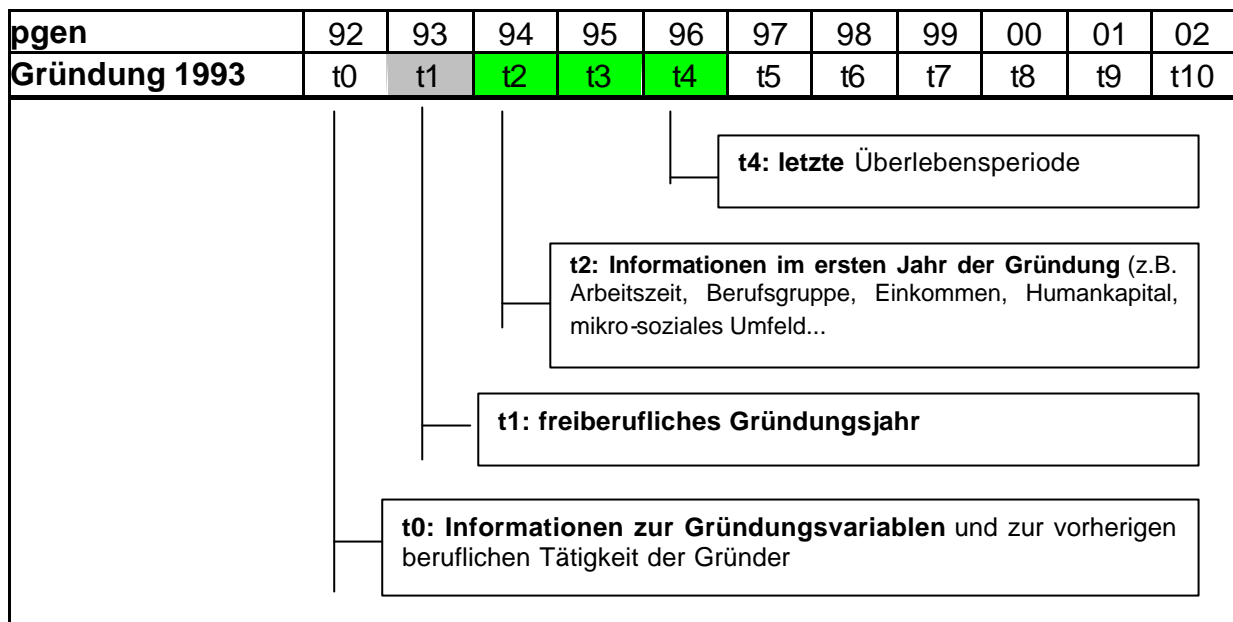 pgen 92 93 94 95 96 97 98 99 00 01 02
Gründung 1993 t0 t1 t2 t3 t4 t5 t6 t7 t8 t9 t10
t4: letzte Überlebensperiode
t2: Informationen im ersten Jahr der Gründung (z.B.
Arbeitszeit, Berufsgruppe, Einkommen, Humankapital,
mikro-soziales Umfeld...
t1: freiberufliches Gründungsjahr
t0: Informationen zur Gründungsvariablen und zur vorherigen
beruflichen Tätigkeit der Gründer